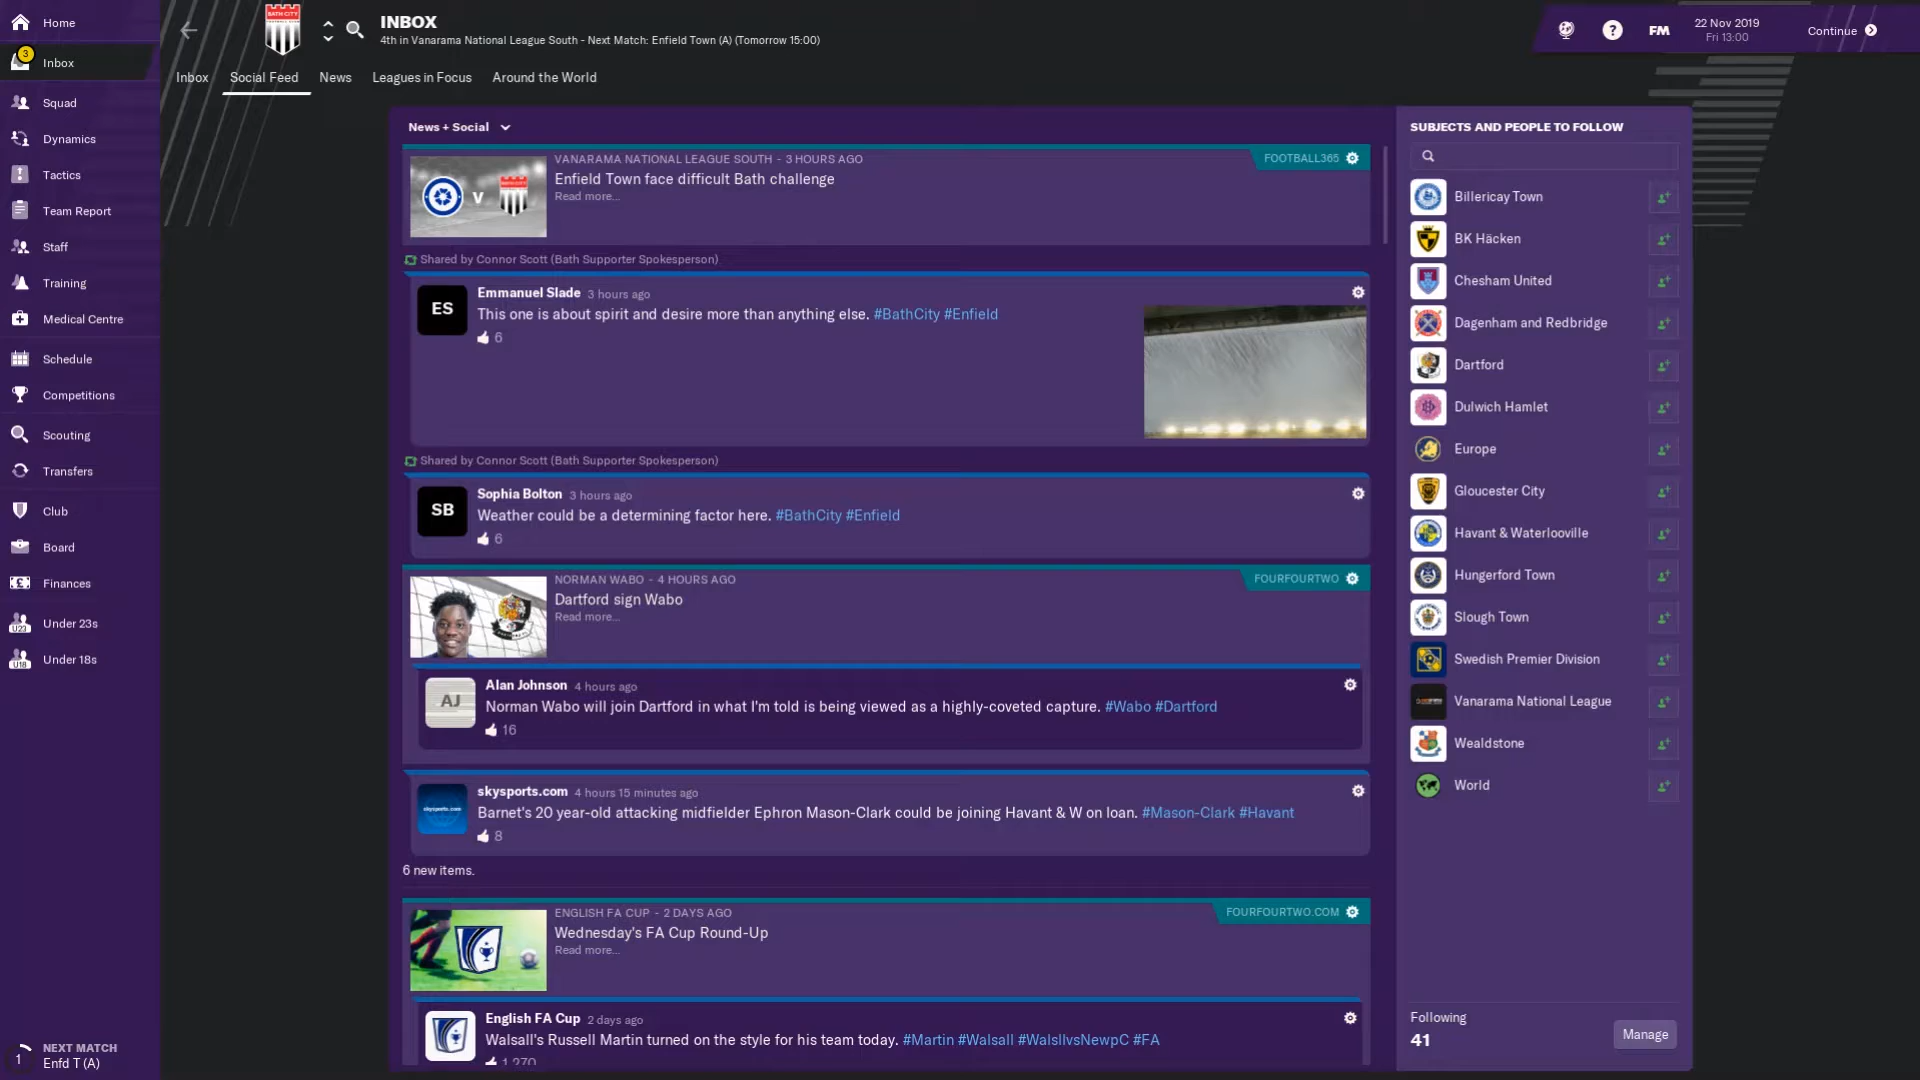 Home
3
Inbox
Squad
Dynamics
Tactics
Team Report
Staff
Training
Medical Centre
Schedule
Competitions
Scouting
Transfers
Club
Board
Finances
U23
Under 23s
U18
Under 18s
1
NEXT MATCH
Enfd T (A)
BATH CITY
INBOX
4th in Vanarama National League South - Next Match: Enfield Town (A) (Tomorrow 15:00)
?
FM
22 Nov 2019
Fri 13:00
Continue
Inbox
Social Feed
News
Leagues in Focus
Around the World
News + Social
V
VANARAMA NATIONAL LEAGUE SOUTH - 3 HOURS AGO
FOOTBALL365
Enfield Town face difficult Bath challenge
Read more...
Shared by Connor Scott (Bath Supporter Spokesperson)
ES
Emmanuel Slade 3 hours ago
This one is about spirit and desire more than anything else. #BathCity #Enfield
6
Shared by Connor Scott (Bath Supporter Spokesperson)
SB
Sophia Bolton 3 hours ago
Weather could be a determining factor here. #BathCity #Enfield
6
NORMAN WABO - 4 HOURS AGO
FOURFOURTWO
Dartford sign Wabo
Read more...
AJ
Alan Johnson 4 hours ago
Norman Wabo will join Dartford in what I'm told is being viewed as a highly-coveted capture. #Wabo #Dartford
16
skysports.com
skysports.com 4 hours 15 minutes ago
Barnet's 20 year-old attacking midfielder Ephron Mason-Clark could be joining Havant & W on loan. #Mason-Clark #Havant
8
6 new items.
ENGLISH FA CUP - 2 DAYS AGO
FOURFOURTWO.COM
Wednesday's FA Cup Round-Up
Read more...
English FA Cup 2 days ago
Walsall's Russell Martin turned on the style for his team today. #Martin #Walsall #WalsllvsNewpC #FA
1,270
SUBJECTS AND PEOPLE TO FOLLOW
Billericay Town
BK Häcken
Chesham United
Dagenham and Redbridge
Dartford
Dulwich Hamlet
Europe
Gloucester City
Havant & Waterlooville
Hungerford Town
Slough Town
Swedish Premier Division
Vanarama National League
Wealdstone
World
Following
41
Manage